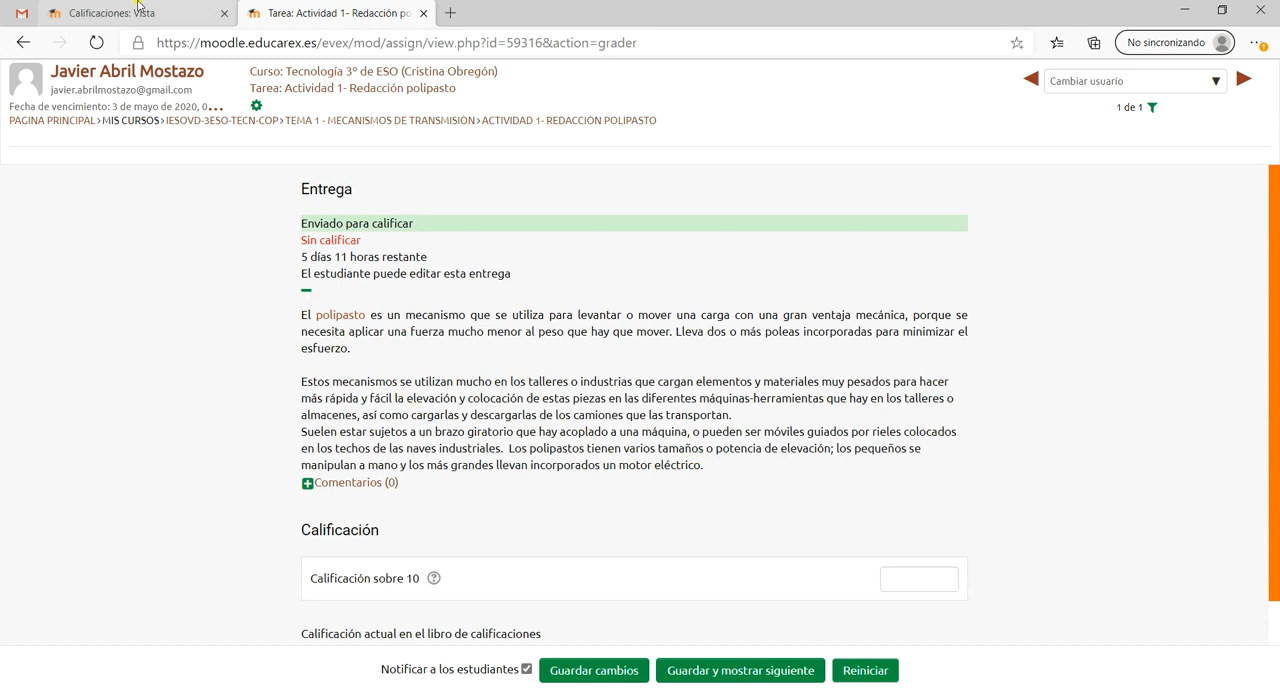 Calificaciones: Vista
Tarea: Actividad 1- Redacción po
https://moodle.educarex.es/evex/mod/assign/view.php?id=59316&action=grader
No sincronizando
Javier Abril Mostazo
javier.abrilmostazo@gmail.com
Fecha de vencimiento: 3 de mayo de 2020, 0...
Curso: Tecnología 3º de ESO (Cristina Obregón)
Tarea: Actividad 1- Redacción polipasto
Cambiar usuario
1 de 1
PÁGINA PRINCIPAL > MIS CURSOS > IESOVD-3ESO-TECN-COP > TEMA 1 - MECANISMOS DE TRANSMISIÓN > ACTIVIDAD 1- REDACCIÓN POLIPASTO
Entrega
Enviado para calificar
Sin calificar
5 días 11 horas restante
El estudiante puede editar esta entrega
El polipasto es un mecanismo que se utiliza para levantar o mover una carga con una gran ventaja mecánica, porque se
necesita aplicar una fuerza mucho menor al peso que hay que mover. Lleva dos o más poleas incorporadas para minimizar el
esfuerzo.
Estos mecanismos se utilizan mucho en los talleres o industrias que cargan elementos y materiales muy pesados para hacer
más rápida y fácil la elevación y colocación de estas piezas en las diferentes máquinas-herramientas que hay en los talleres o
almacenes, así como cargarlas y descargarlas de los camiones que las transportan.
Suelen estar sujetos a un brazo giratorio que hay acoplado a una máquina, o pueden ser móviles guiados por rieles colocados
en los techos de las naves industriales. Los polipastos tienen varios tamaños o potencia de elevación; los pequeños se
manipulan a mano y los más grandes llevan incorporados un motor eléctrico.
Comentarios (0)
Calificación
Calificación sobre 10
Calificación actual en el libro de calificaciones
Notificar a los estudiantes
Guardar cambios
Guardar y mostrar siguiente
Reiniciar